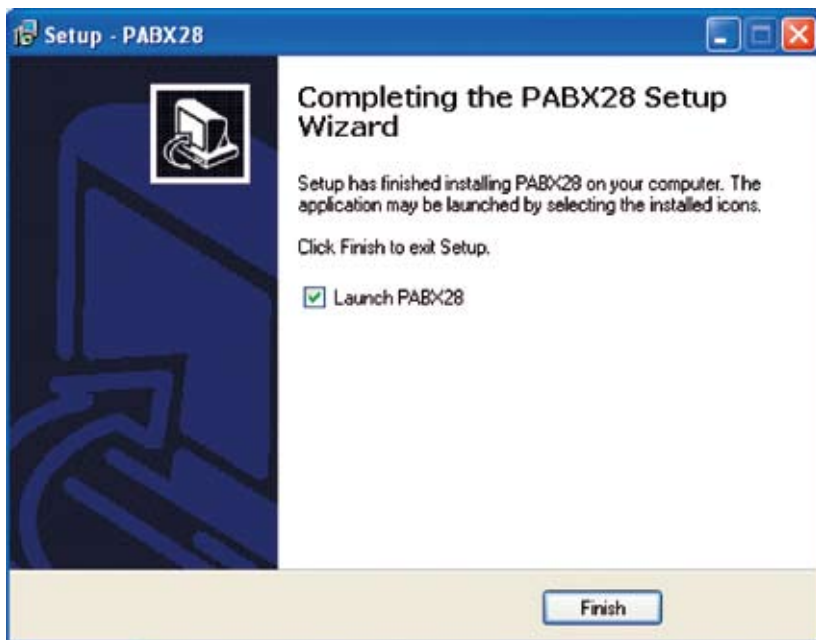 Setup - PABX28
Completing the PABX28 Setup
Wizard
Setup has finished installing PABX28 on your computer. The
application may be launched by selecting the installed icons.
Click Finish to exit Setup.
Launch PABX28
Finish